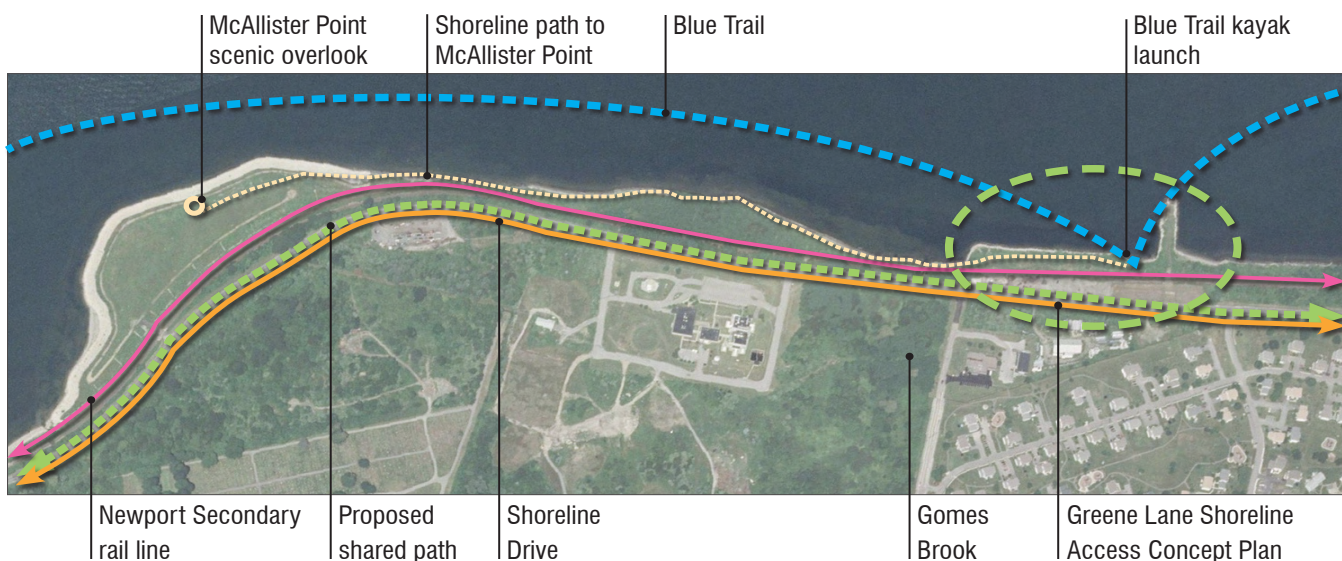 McAllister Point
scenic overlook
Shoreline path to
McAllister Point
Blue Trail
Blue Trail kayak
launch
Newport Secondary
rail line
Proposed
shared path
Shoreline
Drive
Gomes
Brook
Greene Lane Shoreline
Access Concept Plan